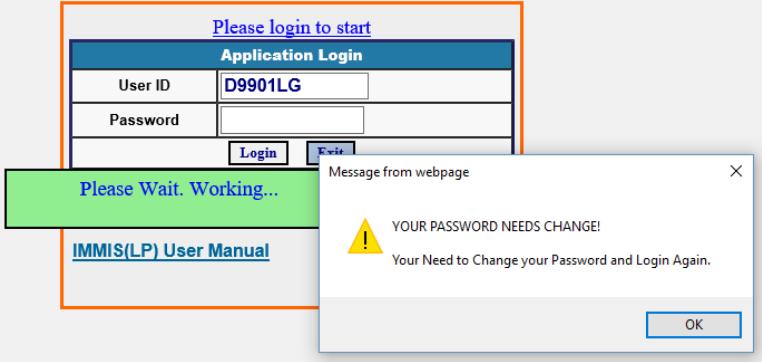 Please login to start
Application Login
User ID D9901LG
Password
Login Exit
Please Wait. Working...
IMMIS(LP) User Manual
Message from webpage
YOUR PASSWORD NEEDS CHANGE!
Your Need to Change your Password and Login Again.
OK